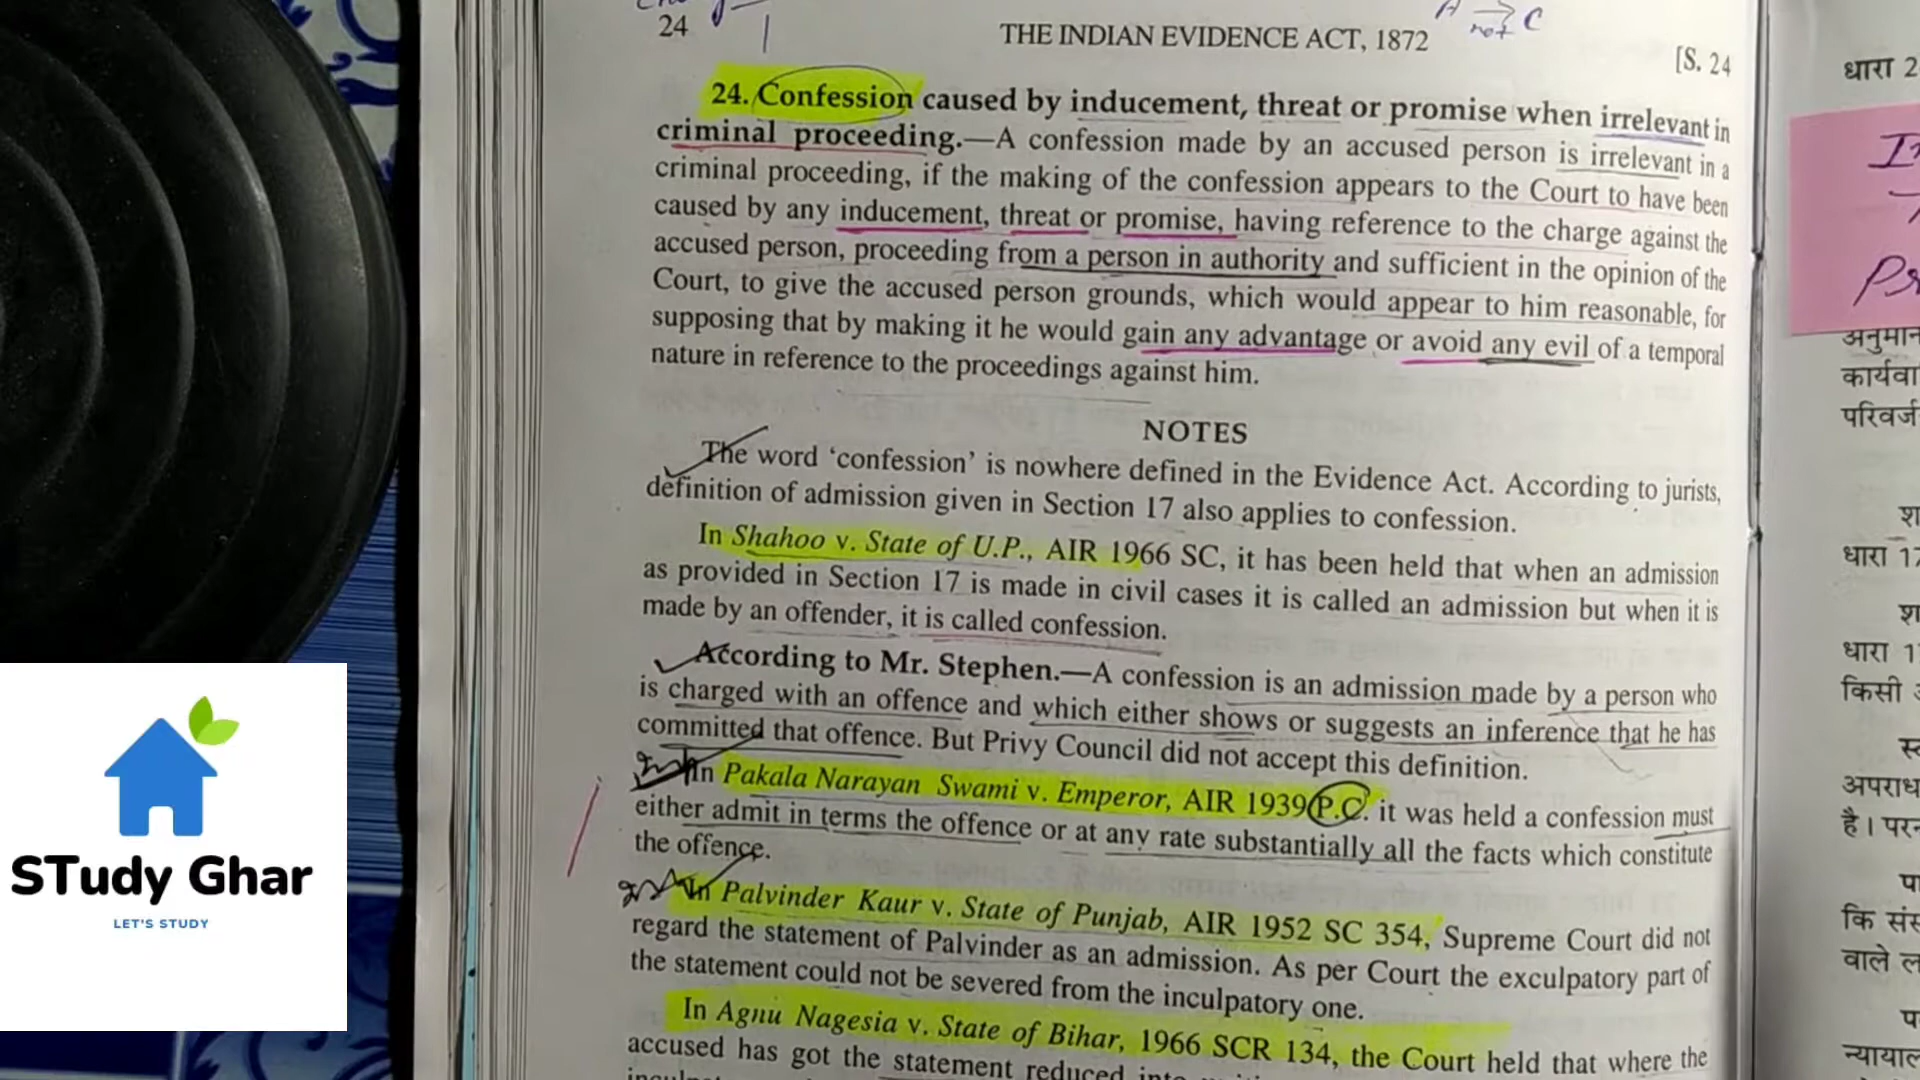 24
THE INDIAN EVIDENCE ACT, 1872
not C
[S. 24
24. Confession caused by inducement, threat or promise when irrelevant in
criminal proceeding.—A confession made by an accused person is irrelevant in a
criminal proceeding, if the making of the confession appears to the Court to have been
caused by any inducement, threat or promise, having reference to the charge against the
accused person, proceeding from a person in authority and sufficient in the opinion of the
Court, to give the accused person grounds, which would appear to him reasonable, for
supposing that by making it he would gain any advantage or avoid any evil of a temporal
nature in reference to the proceedings against him.
NOTES
The word ‘confession’ is nowhere defined in the Evidence Act. According to jurists,
definition of admission given in Section 17 also applies to confession.
In Shahoo v. State of U.P., AIR 1966 SC, it has been held that when an admission
as provided in Section 17 is made in civil cases it is called an admission but when it is
made by an offender, it is called confession.
According to Mr. Stephen.—A confession is an admission made by a person who
is charged with an offence and which either shows or suggests an inference that he has
committed that offence. But Privy Council did not accept this definition.
In Pakala Narayan Swami v. Emperor, AIR 1939 P.C. it was held a confession must
either admit in terms the offence or at any rate substantially all the facts which constitute
the offence.
In Palvinder Kaur v. State of Punjab, AIR 1952 SC 354, Supreme Court did not
regard the statement of Palvinder as an admission. As per Court the exculpatory part of
the statement could not be severed from the inculpatory one.
In Agnu Nagesia v. State of Bihar, 1966 SCR 134, the Court held that where the
accused has got the statement reduced
धारा 2
अनुमान
कार्यवा
परिवर्ज
धारा 17
धारा 1
किसी
अपराध
है। पर
कि संस
वाले
न्यायाल
STudy Ghar
LET'S STUDY